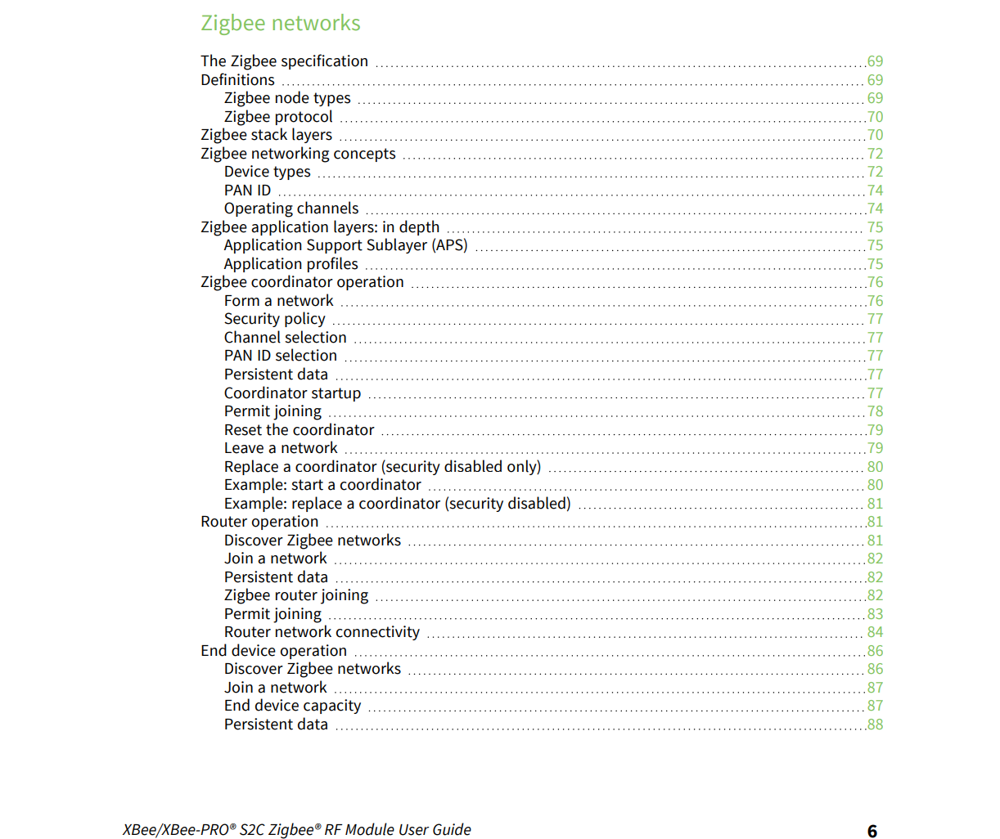 Zigbee networks
The Zigbee specification 69
Definitions 69
Zigbee node types 69
Zigbee protocol 70
Zigbee stack layers 70
Zigbee networking concepts 72
Device types 72
PAN ID 74
Operating channels 74
Zigbee application layers: in depth 75
Application Support Sublayer (APS) 75
Application profiles 75
Zigbee coordinator operation 76
Form a network 76
Security policy 77
Channel selection 77
PAN ID selection 77
Persistent data 77
Coordinator startup 77
Permit joining 78
Reset the coordinator 79
Leave a network 79
Replace a coordinator (security disabled only) 80
Example: start a coordinator 80
Example: replace a coordinator (security disabled) 81
Router operation 81
Discover Zigbee networks 81
Join a network 82
Persistent data 82
Zigbee router joining 82
Permit joining 83
Router network connectivity 84
End device operation 86
Discover Zigbee networks 86
Join a network 87
End device capacity 87
Persistent data 88
XBee/XBee-PRO® S2C Zigbee® RF Module User Guide 6